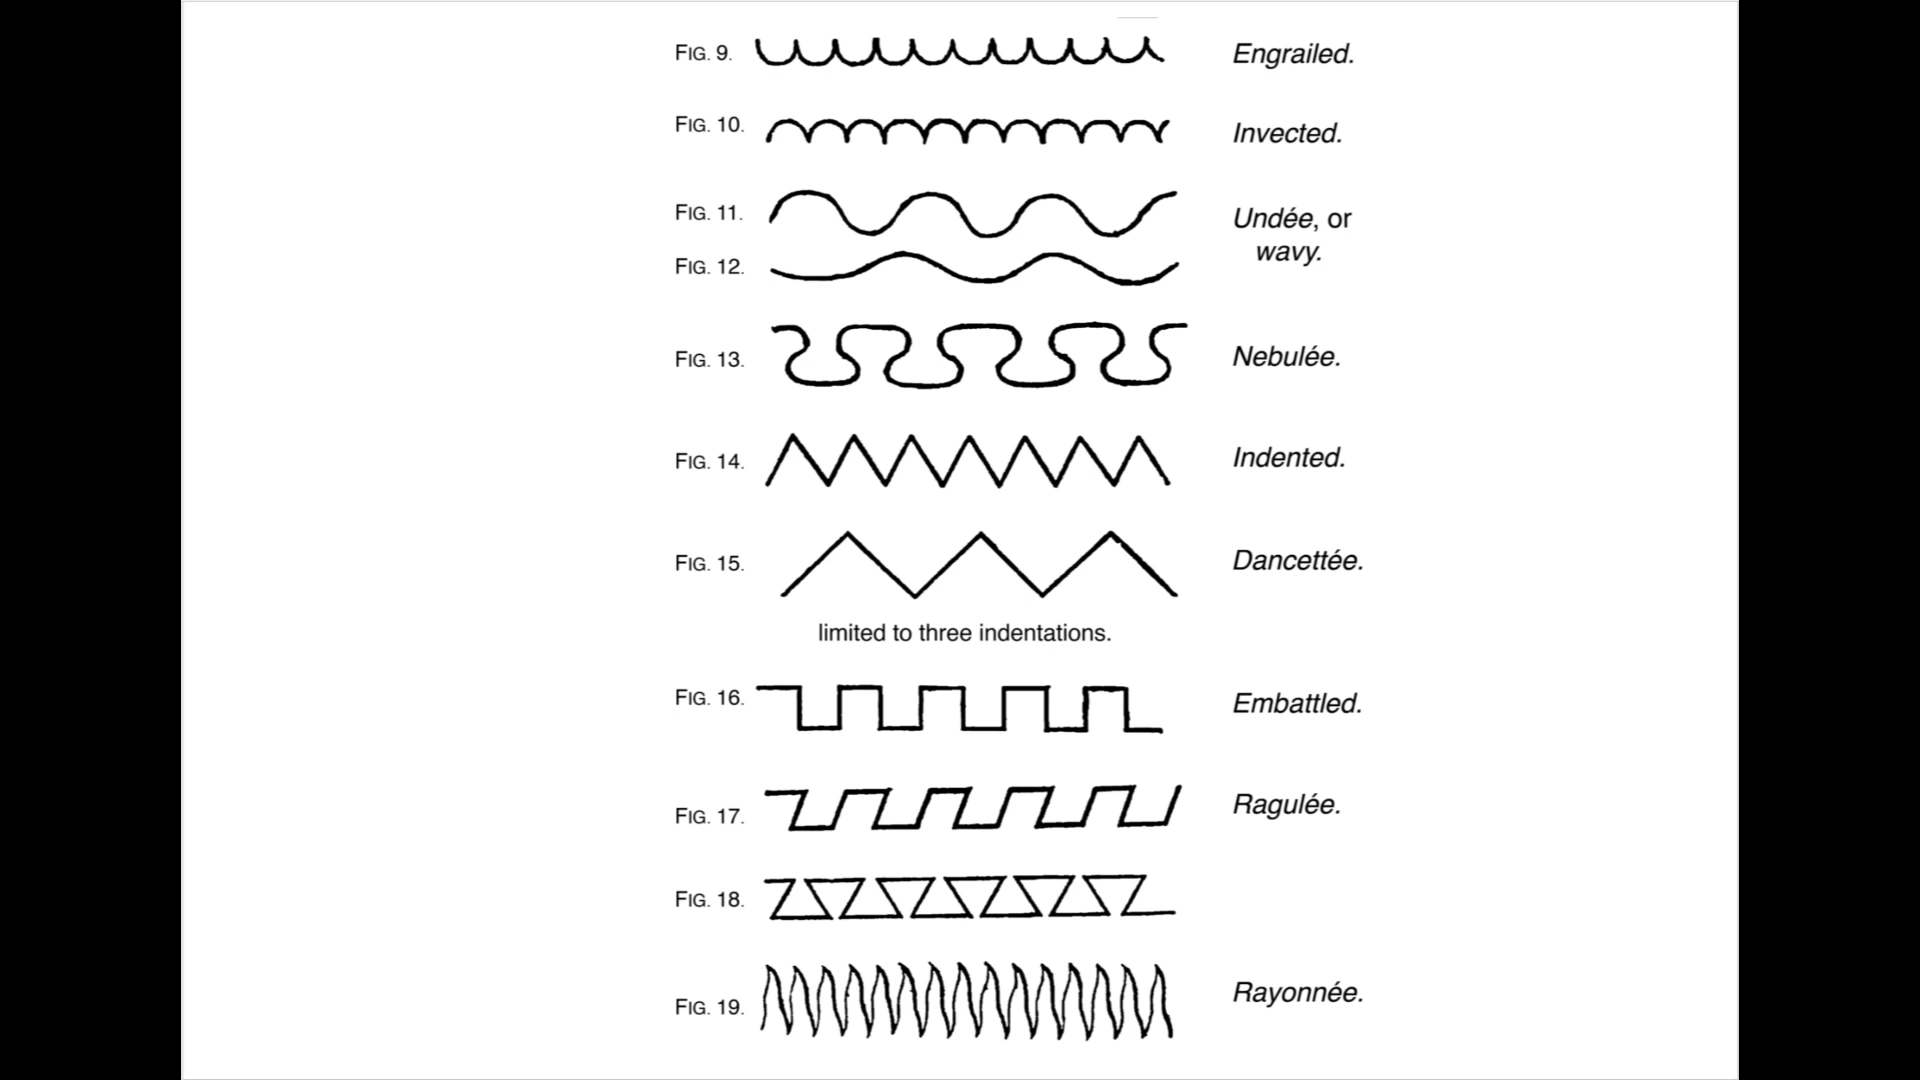 FIG. 9. Engrailed.
FIG. 10. Invected.
FIG. 11. Undée, or
wavy.
FIG. 12.
FIG. 13. Nebulée.
FIG. 14. Indented.
FIG. 15. Dancettée.
limited to three indentations.
FIG. 16. Embattled.
FIG. 17. Ragulée.
FIG. 18.
FIG. 19. Rayonnée.